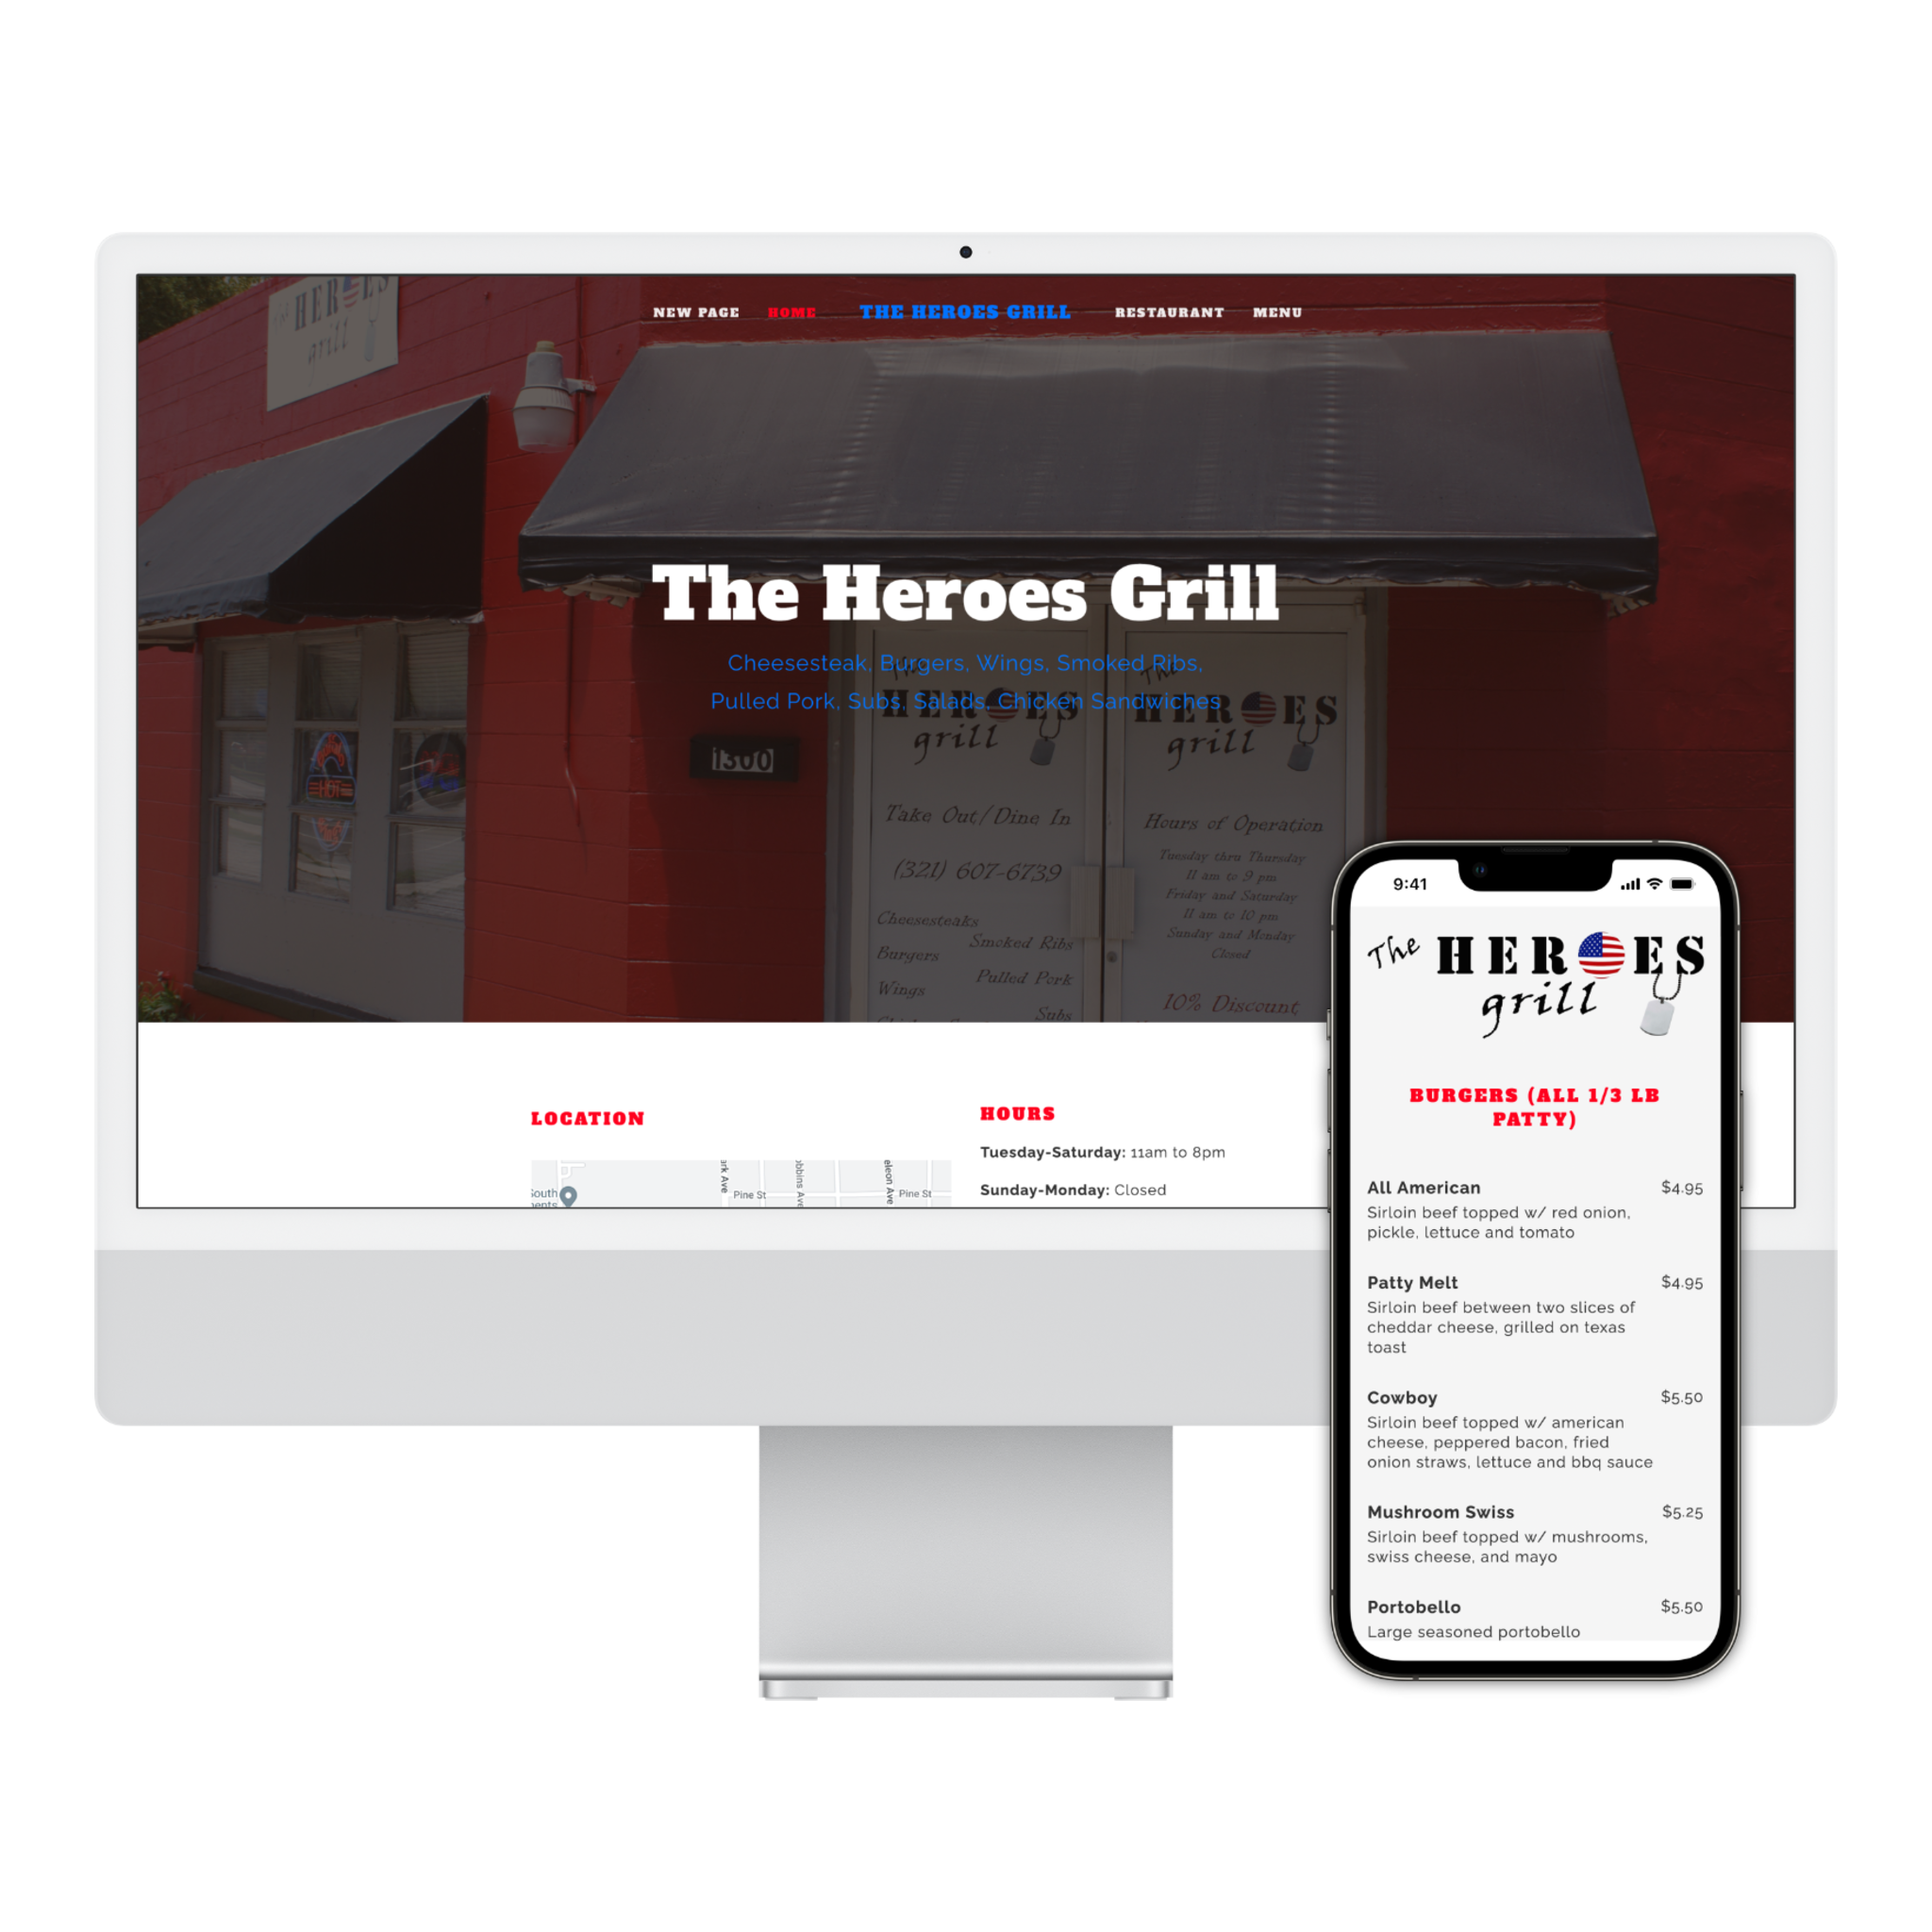 The HEROES
grill
NEW PAGE HOME THE HEROES GRILL RESTAURANT MENU
The Heroes Grill
Cheesesteak, Burgers, Wings, Smoked Ribs,
Pulled Pork, Subs, Salads, Chicken Sandwiches
The The
HEROES HEROES
grill grill
1300
HOT
Take Out/Dine In
(321) 607-6739
Cheesesteaks
Smoked Ribs
Burgers
Pulled Pork
Wings
Subs
Hours of Operation
Tuesday thru Thursday
11 am to 9 pm
Friday and Saturday
11 am to 10 pm
Sunday and Monday
Closed
10% Discount
LOCATION
Pine St
Pine St
HOURS
Tuesday-Saturday: 11am to 8pm
Sunday-Monday: Closed
9:41
The HEROES
grill
BURGERS (ALL 1/3 LB
PATTY)
All American $4.95
Sirloin beef topped w/ red onion,
pickle, lettuce and tomato
Patty Melt $4.95
Sirloin beef between two slices of
cheddar cheese, grilled on texas
toast
Cowboy $5.50
Sirloin beef topped w/ american
cheese, peppered bacon, fried
onion straws, lettuce and bbq sauce
Mushroom Swiss $5.25
Sirloin beef topped w/ mushrooms,
swiss cheese, and mayo
Portobello $5.50
Large seasoned portobello